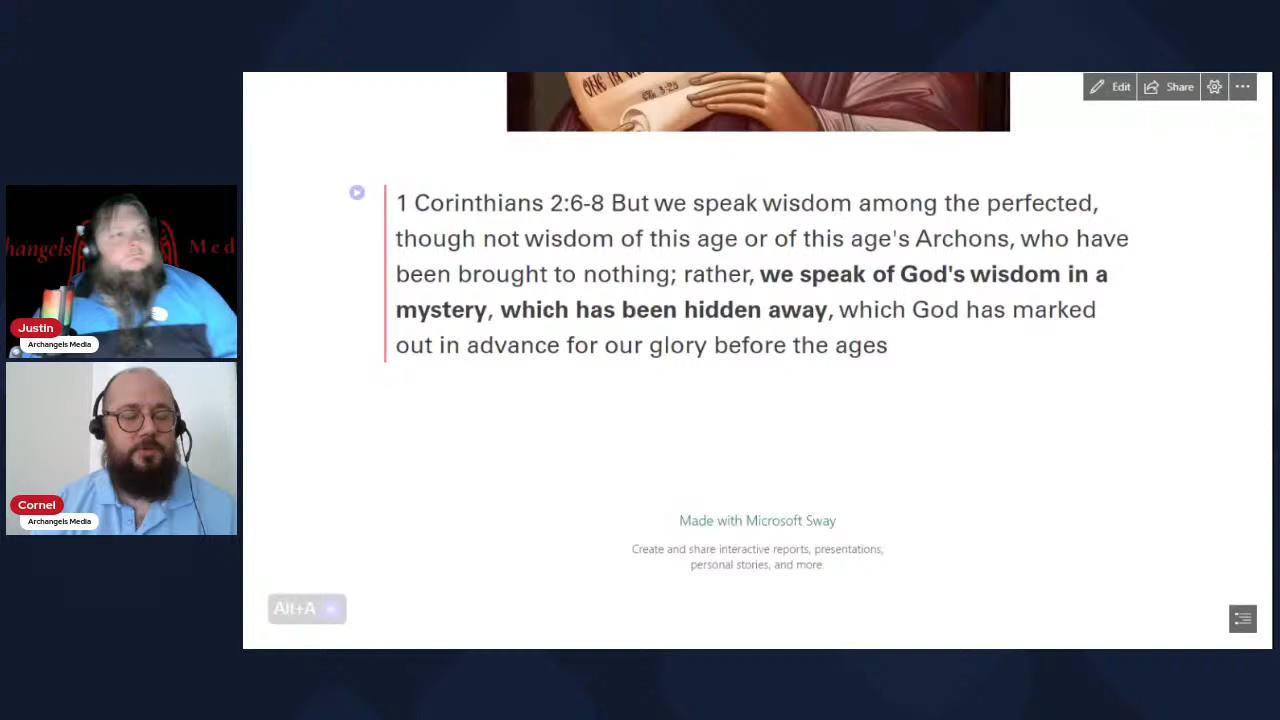 Edit
Share
1 Corinthians 2:6-8 But we speak wisdom among the perfected,
though not wisdom of this age or of this age's Archons, who have
been brought to nothing; rather, we speak of God's wisdom in a
mystery, which has been hidden away, which God has marked
out in advance for our glory before the ages
Made with Microsoft Sway
Create and share interactive reports, presentations,
personal stories, and more
Alt+A
hangels Med
Justin
Archangels Media
Cornel
Archangels Media